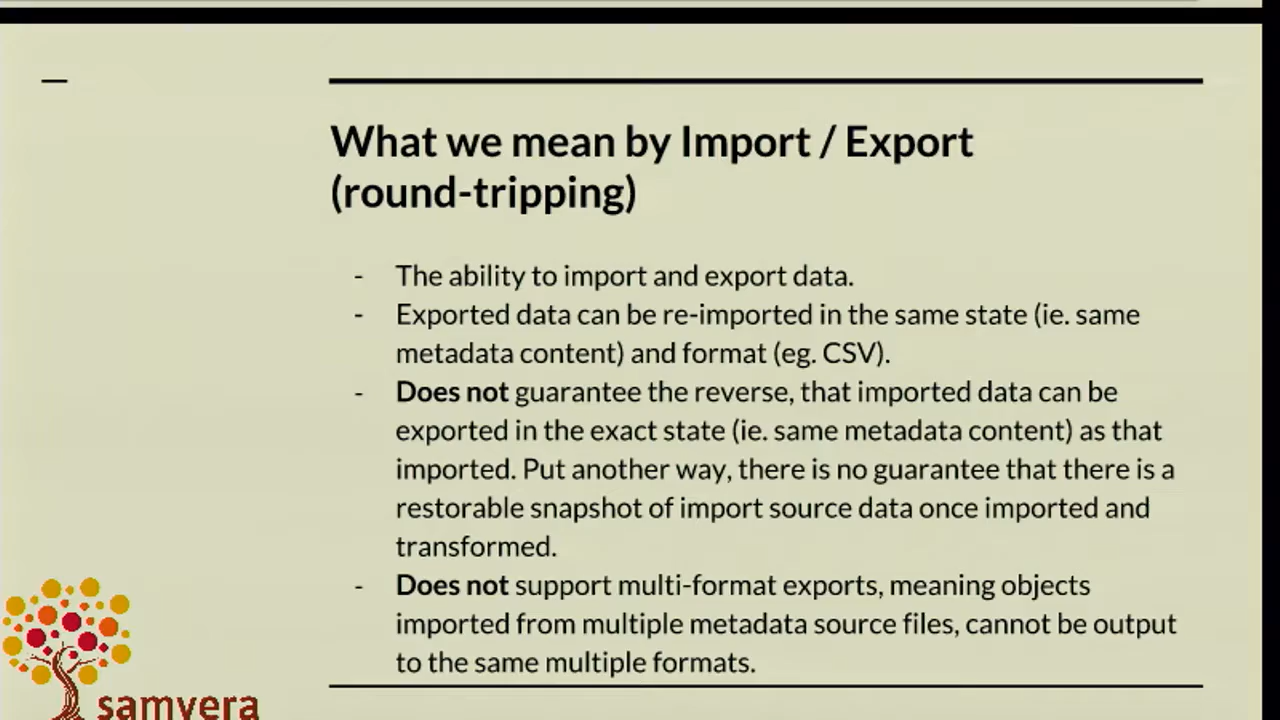 What we mean by Import / Export
(round-tripping)
- The ability to import and export data.
- Exported data can be re-imported in the same state (ie. same
metadata content) and format (eg. CSV).
- Does not guarantee the reverse, that imported data can be
exported in the exact state (ie. same metadata content) as that
imported. Put another way, there is no guarantee that there is a
restorable snapshot of import source data once imported and
transformed.
- Does not support multi-format exports, meaning objects
imported from multiple metadata source files, cannot be output
to the same multiple formats.
samvera